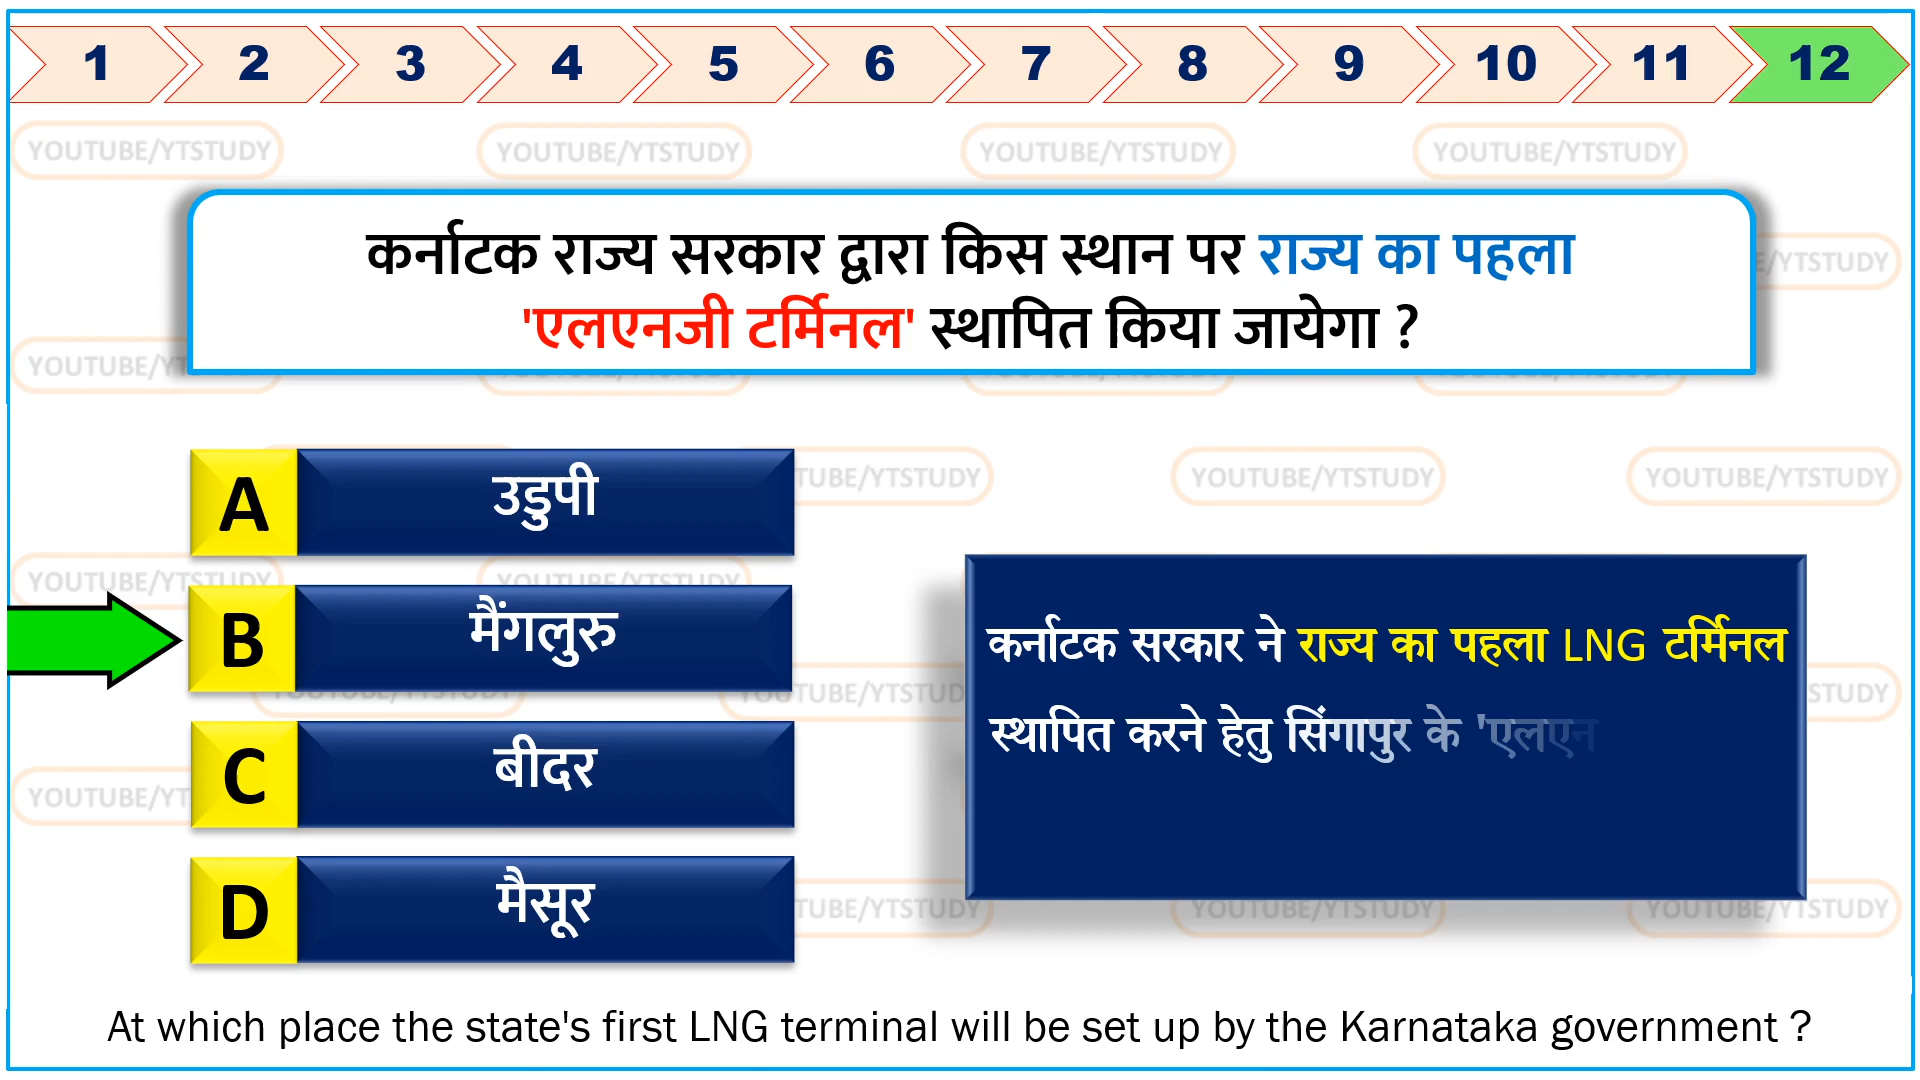 1 2 3 4 5 6 7 8 9 10 11 12
YOUTUBE/YTSTUDY YOUTUBE/YTSTUDY YOUTUBE/YTSTUDY YOUTUBE/YTSTUDY
कर्नाटक राज्य सरकार द्वारा किस स्थान पर राज्य का पहला
'एलएनजी टर्मिनल' स्थापित किया जायेगा ?
A उडुपी
B मैंगलुरु
C बीदर
D मैसूर
कर्नाटक सरकार ने राज्य का पहला LNG टर्मिनल
स्थापित करने हेतु सिंगापुर के 'एलएन
At which place the state's first LNG terminal will be set up by the Karnataka government ?